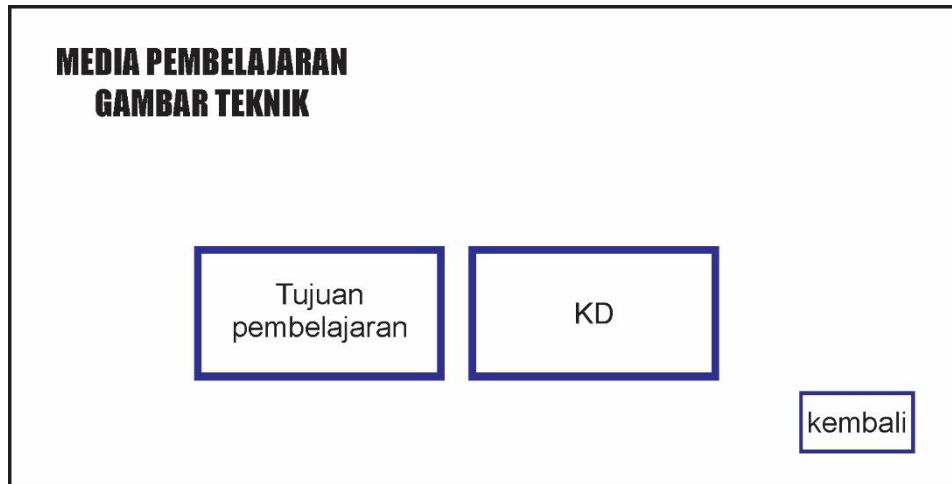 MEDIA PEMBELAJARAN
GAMBAR TEKNIK
Tujuan
pembelajaran
KD
kembali